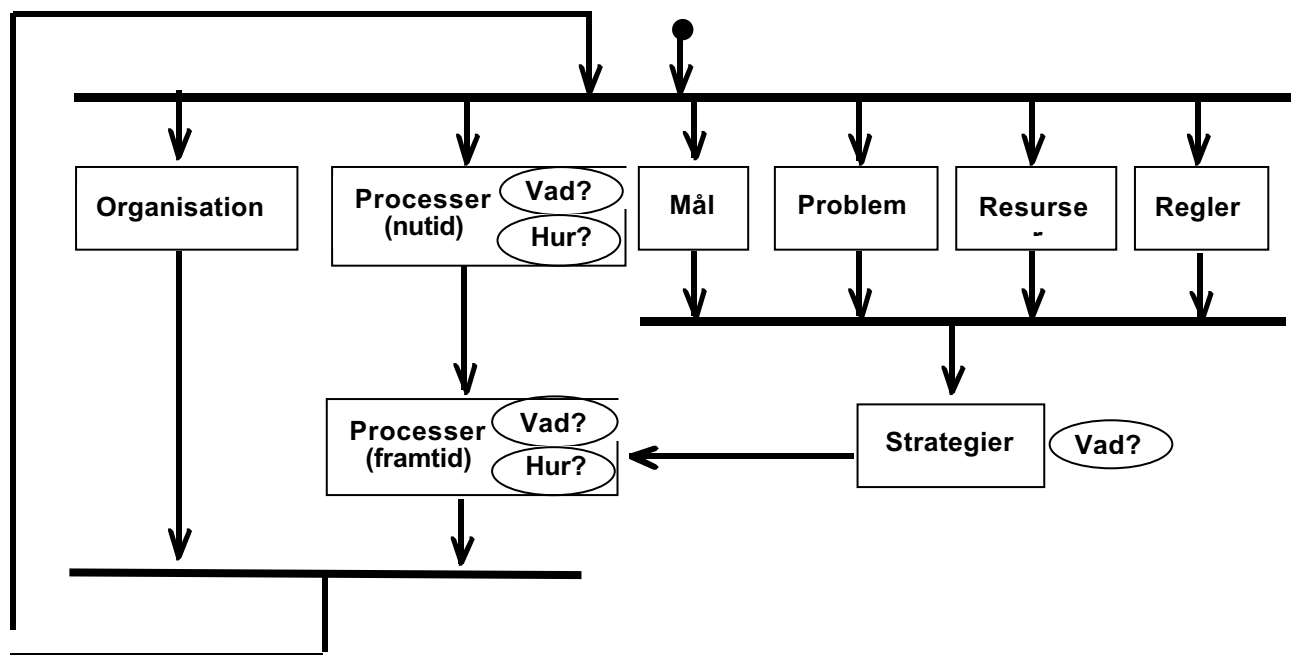 Organisation
Processer
(nutid)
Vad?
Hur?
Mål
Problem
Resurse
r
Regler
Processer
(framtid)
Vad?
Hur?
Strategier
Vad?